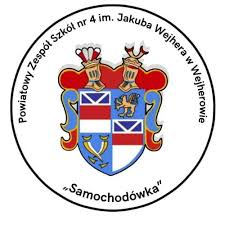 Powiatowy Zespół Szkół nr 4 im. Jakuba Wejhera w Wejherowie
„Samochodówka”